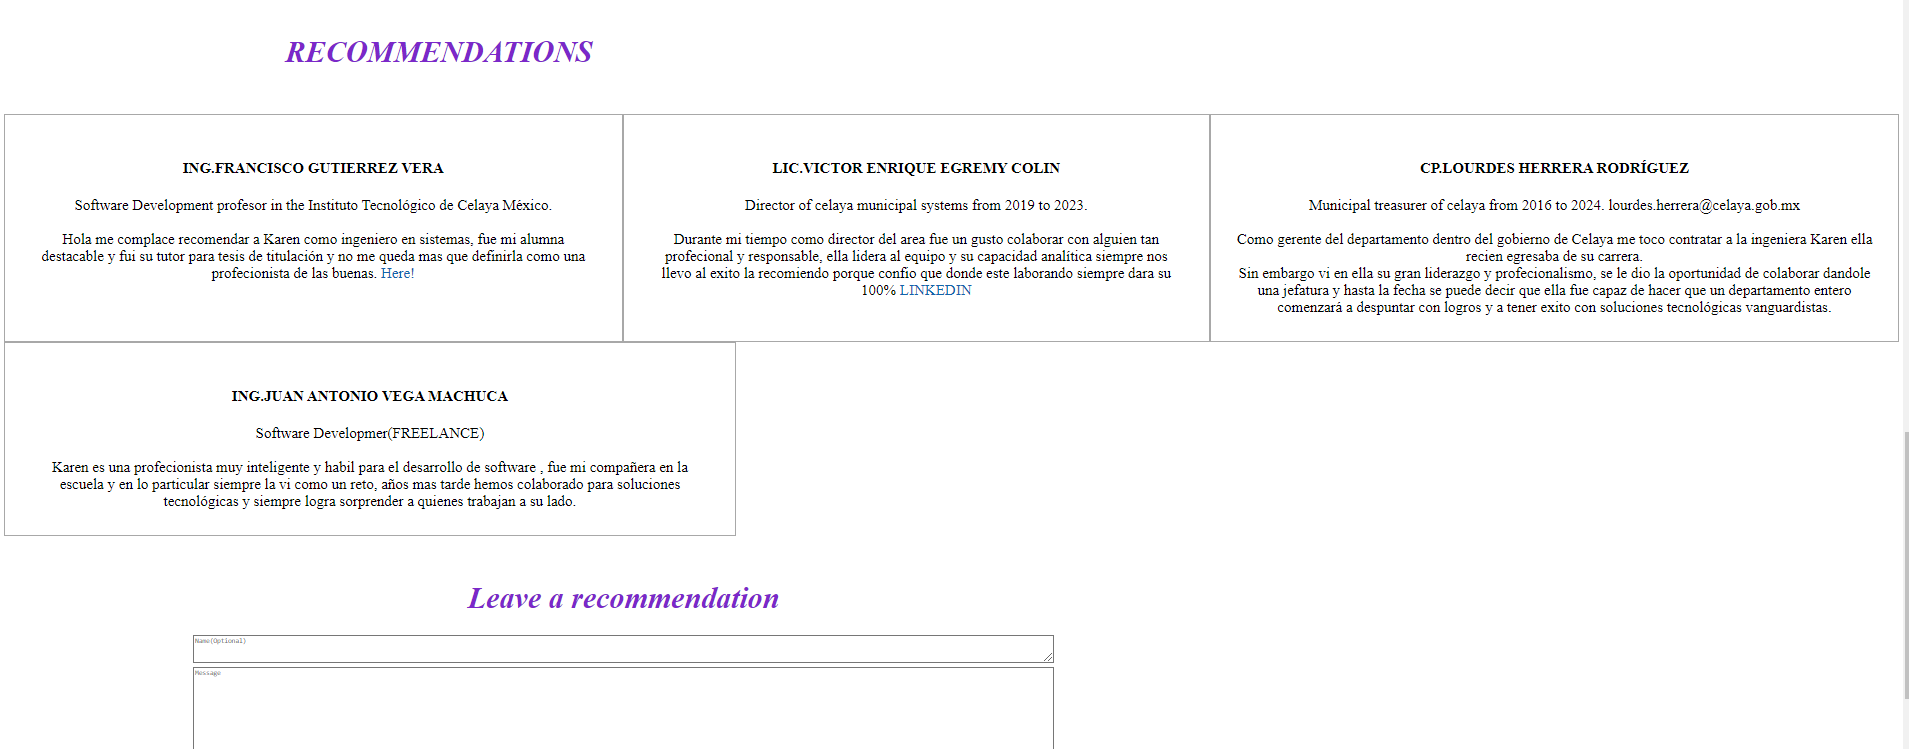 RECOMMENDATIONS
ING.FRANCISCO GUTIERREZ VERA
Software Development profesor in the Instituto Tecnológico de Celaya México.
Hola me complace recomendar a Karen como ingeniero en sistemas, fue mi alumna
destacable y fui su tutor para tesis de titulación y no me queda mas que definirla como una
profecionista de las buenas. Here!
LIC.VICTOR ENRIQUE EGREMY COLIN
Director of celaya municipal systems from 2019 to 2023.
Durante mi tiempo como director del area fue un gusto colaborar con alguien tan
profecional y responsable, ella lidera al equipo y su capacidad analítica siempre nos
llevo al exito la recomiendo porque confio que donde este laborando siempre dara su
100% LINKEDIN
CP.LOURDES HERRERA RODRÍGUEZ
Municipal treasurer of celaya from 2016 to 2024. lourdes.herrera@celaya.gob.mx
Como gerente del departamento dentro del gobierno de Celaya me toco contratar a la ingeniera Karen ella
recien egresaba de su carrera.
Sin embargo vi en ella su gran liderazgo y profecionalismo, se le dio la oportunidad de colaborar dandole
una jefatura y hasta la fecha se puede decir que ella fue capaz de hacer que un departamento entero
comenzará a despuntar con logros y a tener exito con soluciones tecnológicas vanguardistas.
ING.JUAN ANTONIO VEGA MACHUCA
Software Developmer(FREELANCE)
Karen es una profecionista muy inteligente y habil para el desarrollo de software , fue mi compañera en la
escuela y en lo particular siempre la vi como un reto, años mas tarde hemos colaborado para soluciones
tecnológicas y siempre logra sorprender a quienes trabajan a su lado.
Leave a recommendation
Name(Optional)
Message